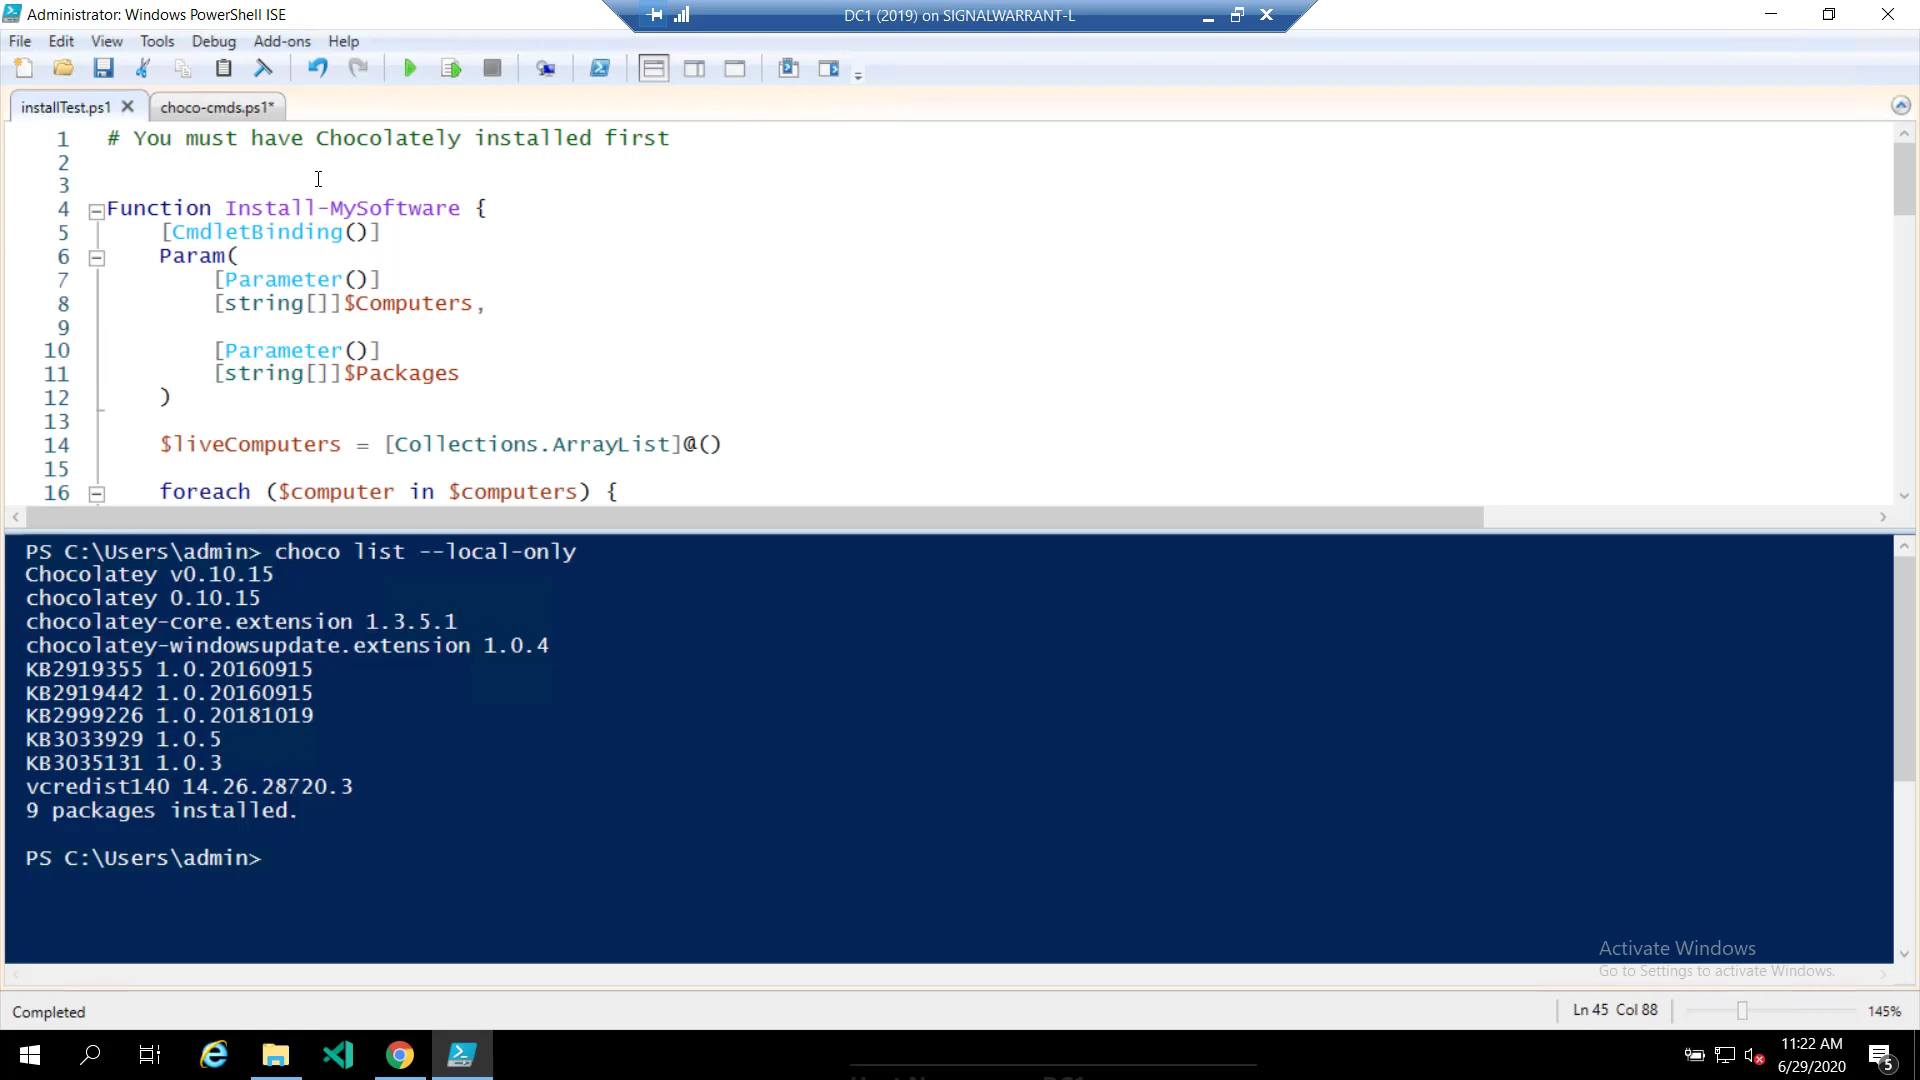 Administrator: Windows PowerShell ISE
DC1 (2019) on SIGNALWARRANT-L
File Edit View Tools Debug Add-ons Help
installTest.ps1
choco-cmds.ps1*
1 # You must have Chocolately installed first
2
3
4 Function Install-MySoftware {
5 [CmdletBinding()]
6 Param(
7 [Parameter()]
8 [string[]]$Computers,
9
10 [Parameter()]
11 [string[]]$Packages
12 )
13
14 $liveComputers = [Collections.ArrayList]@()
15
16 foreach ($computer in $computers) {
PS C:\Users\admin> choco list --local-only
Chocolatey v0.10.15
chocolatey 0.10.15
chocolatey-core.extension 1.3.5.1
chocolatey-windowsupdate.extension 1.0.4
KB2919355 1.0.20160915
KB2919442 1.0.20160915
KB2999226 1.0.20181019
KB3033929 1.0.5
KB3035131 1.0.3
vcredist140 14.26.28720.3
9 packages installed.
PS C:\Users\admin>
Activate Windows
Go to Settings to activate Windows.
Completed
Ln 45 Col 88
145%
11:22 AM
6/29/2020
5